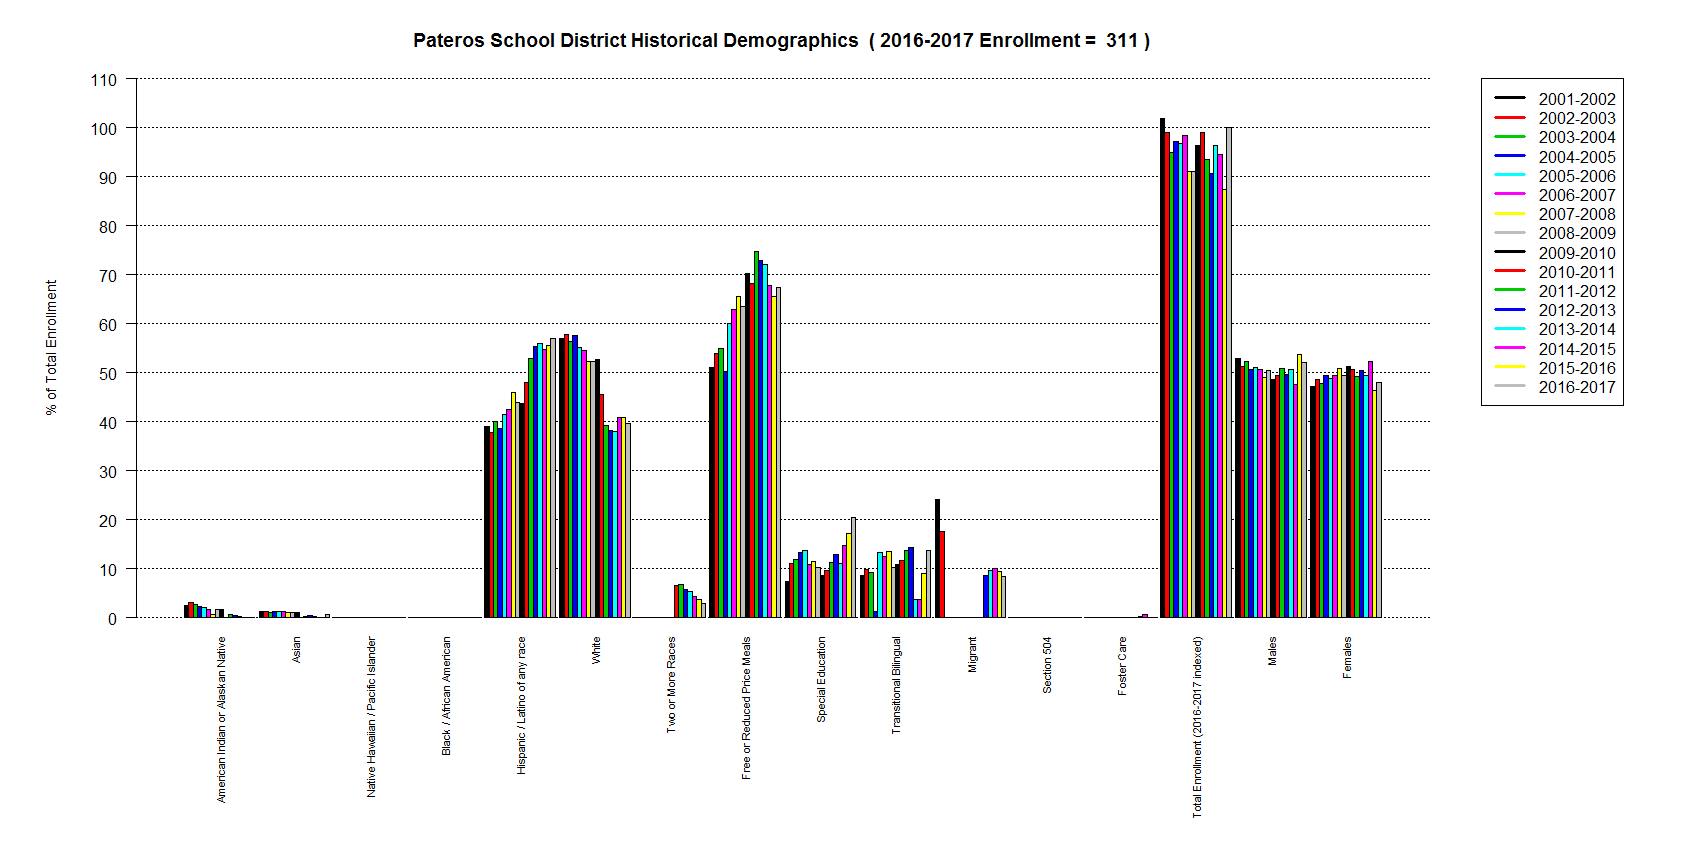 Pateros School District Historical Demographics ( 2016-2017 Enrollment = 311 )
110
100
90
80
70
60
50
40
30
20
10
0
% of Total Enrollment
American Indian or Alaskan Native
Asian
Native Hawaiian / Pacific Islander
Black / African American
Hispanic / Latino of any race
White
Two or More Races
Free or Reduced Price Meals
Special Education
Transitional Bilingual
Migrant
Section 504
Foster Care
Total Enrollment (2016-2017 indexed)
Males
Females
2001-2002
2002-2003
2003-2004
2004-2005
2005-2006
2006-2007
2007-2008
2008-2009
2009-2010
2010-2011
2011-2012
2012-2013
2013-2014
2014-2015
2015-2016
2016-2017